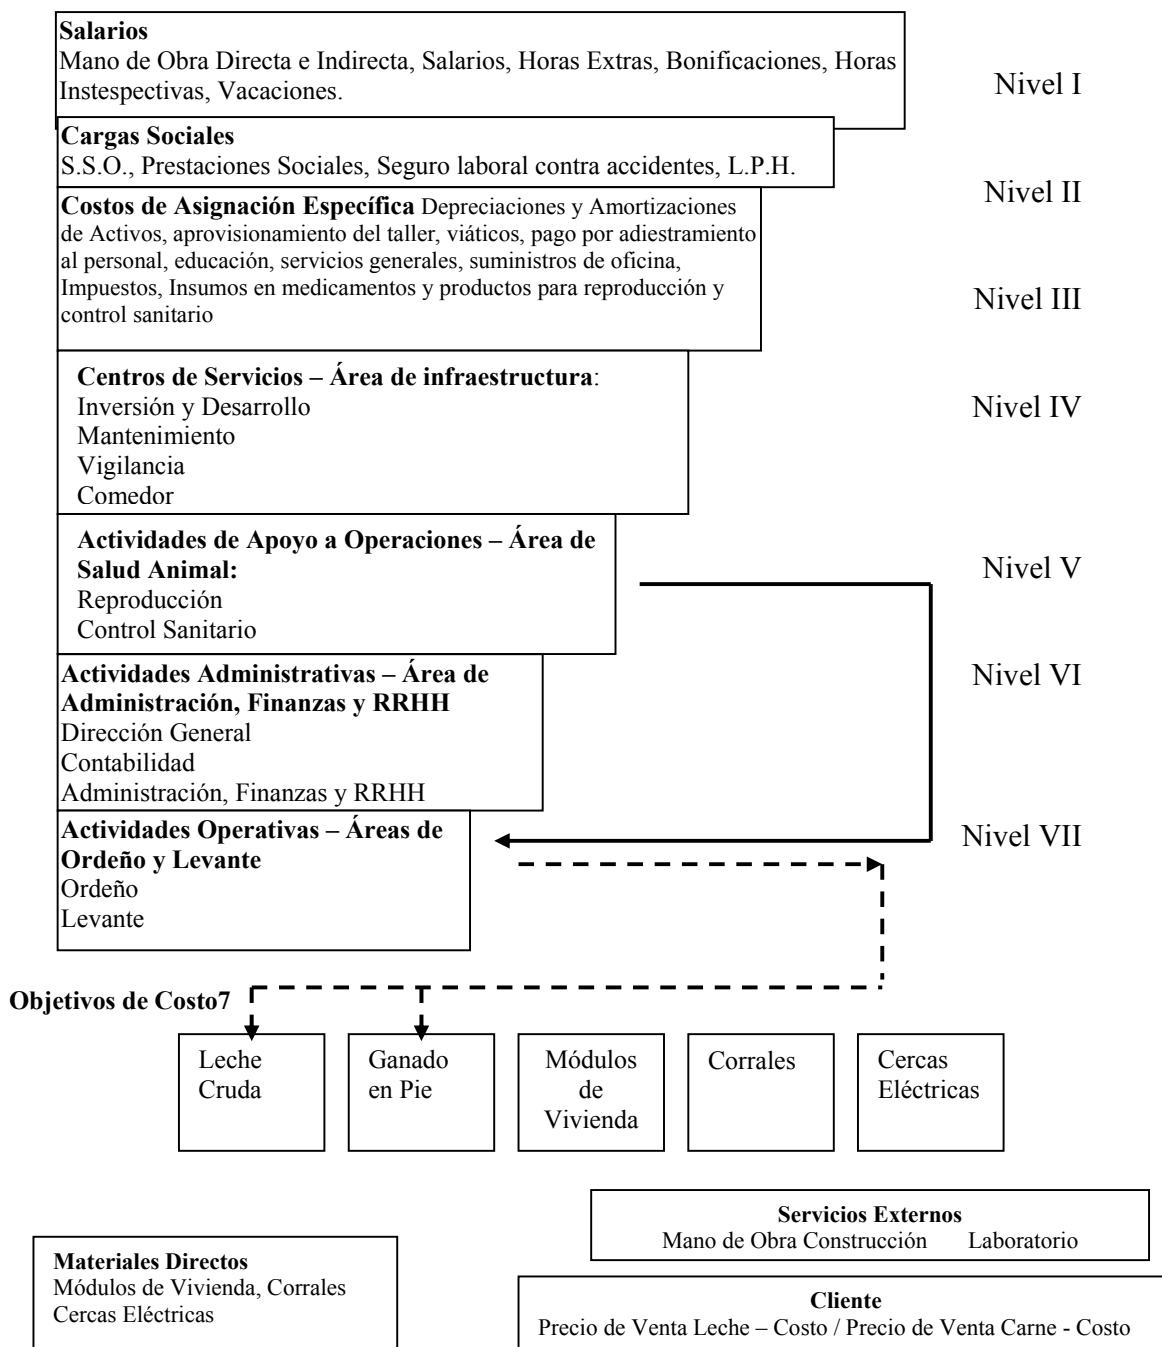 Salarios
Mano de Obra Directa e Indirecta, Salarios, Horas Extras, Bonificaciones, Horas
Instespectivas, Vacaciones.
Nivel I
Cargas Sociales
S.S.O., Prestaciones Sociales, Seguro laboral contra accidentes, L.P.H.
Nivel II
Costos de Asignación Específica Depreciaciones y Amortizaciones
de Activos, aprovisionamiento del taller, viáticos, pago por adiestramiento
al personal, educación, servicios generales, suministros de oficina,
Impuestos, Insumos en medicamentos y productos para reproducción y
control sanitario
Nivel III
Centros de Servicios – Área de infraestructura:
Inversión y Desarrollo
Mantenimiento
Vigilancia
Comedor
Nivel IV
Actividades de Apoyo a Operaciones – Área de
Salud Animal:
Reproducción
Control Sanitario
Nivel V
Actividades Administrativas – Área de
Administración, Finanzas y RRHH
Dirección General
Contabilidad
Administración, Finanzas y RRHH
Nivel VI
Actividades Operativas – Áreas de
Ordeño y Levante
Ordeño
Levante
Nivel VII
Objetivos de Costo7
Leche
Cruda
Ganado
en Pie
Módulos
de
Vivienda
Corrales
Cercas
Eléctricas
Servicios Externos
Mano de Obra Construcción Laboratorio
Materiales Directos
Módulos de Vivienda, Corrales
Cercas Eléctricas
Cliente
Precio de Venta Leche – Costo / Precio de Venta Carne - Costo